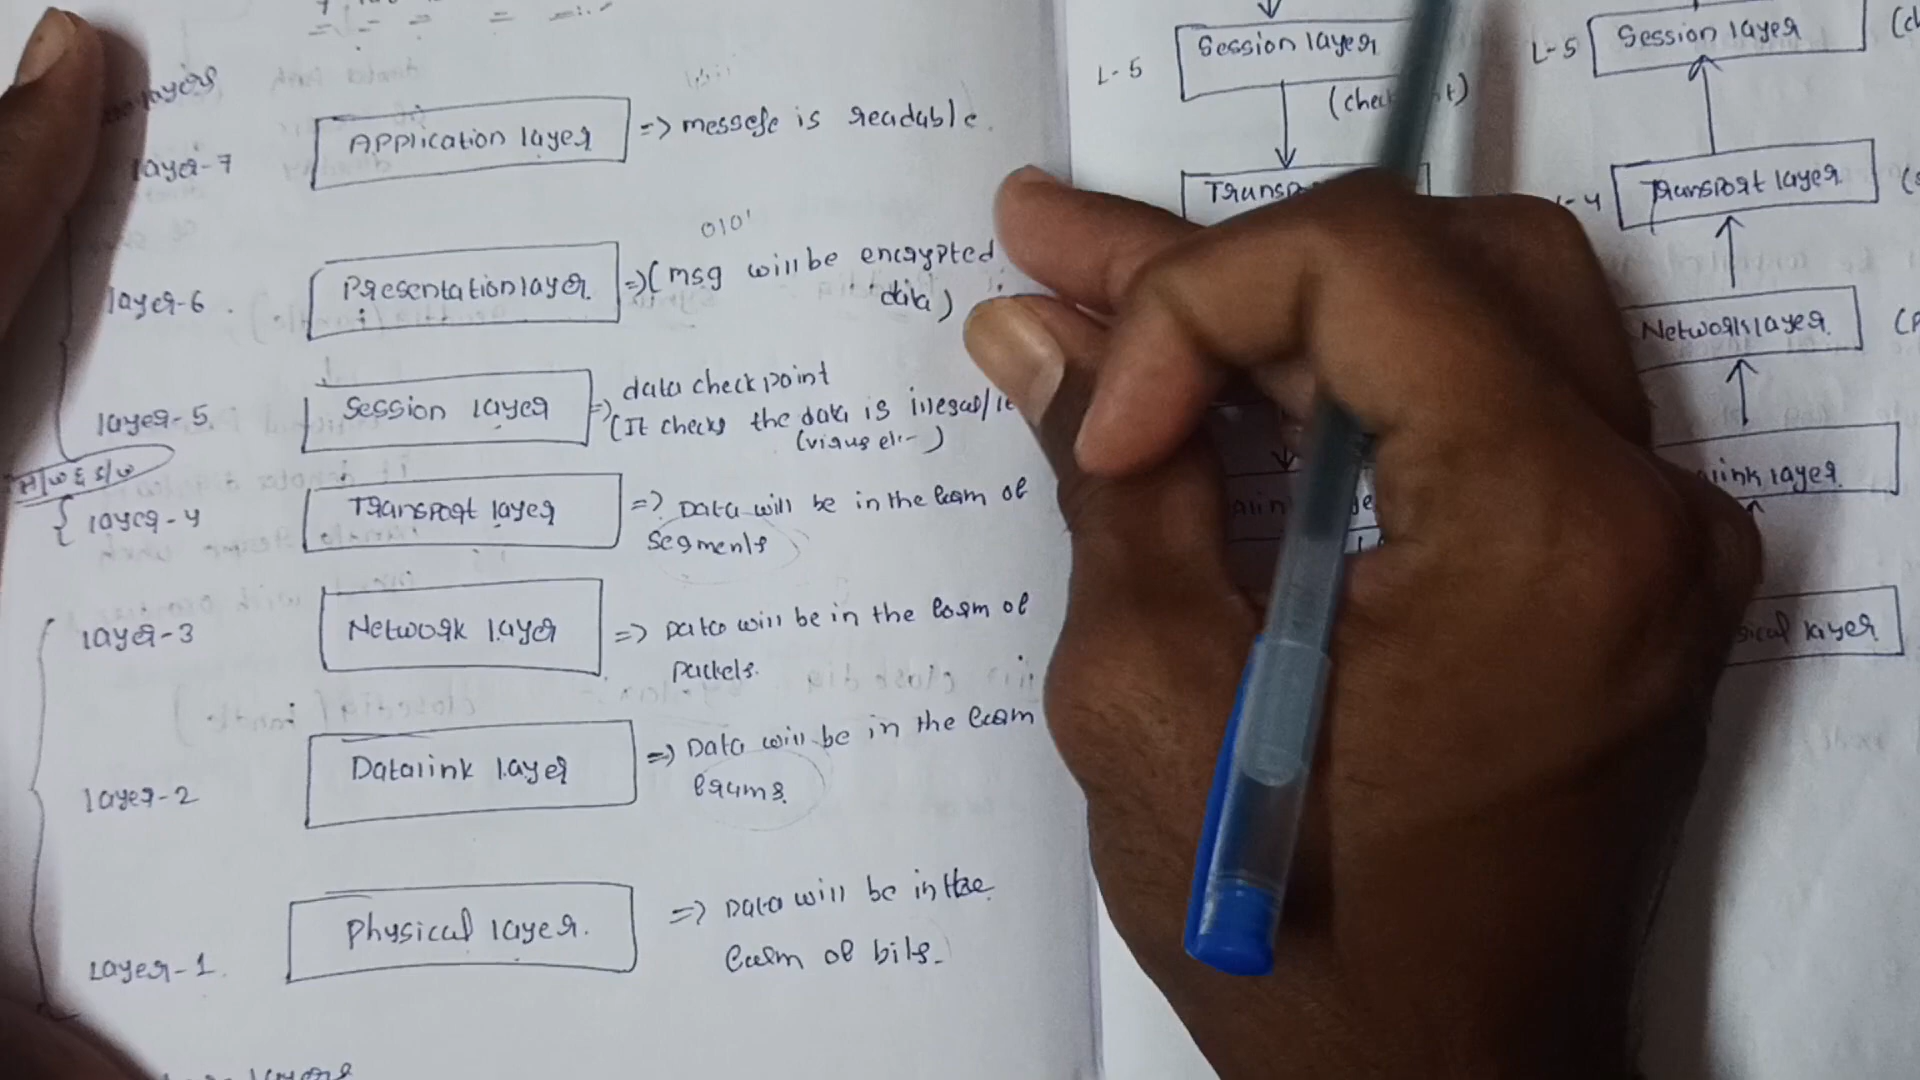 layer-7
Application layer => messefe is readable.
010'
layer-6. Presentation layer. =>( msg will be encrypted
data)
data check point
layer-5. Session layer => (It checks the data is illegal/le
(virus etc-)
H/w & s/w
layer-4 Transport layer => Data will be in the form of
segments
layer-3 Network layer => Data will be in the form of
packets.
layer-2 Datalink layer => Data will be in the form
frams.
Layer-1. Physical layer. => Data will be in the
form of bits.
L-5 Session layer
(check
Transpo
L-5 Session layer
Transport layer
Network layer.
link layer.
sical layer.